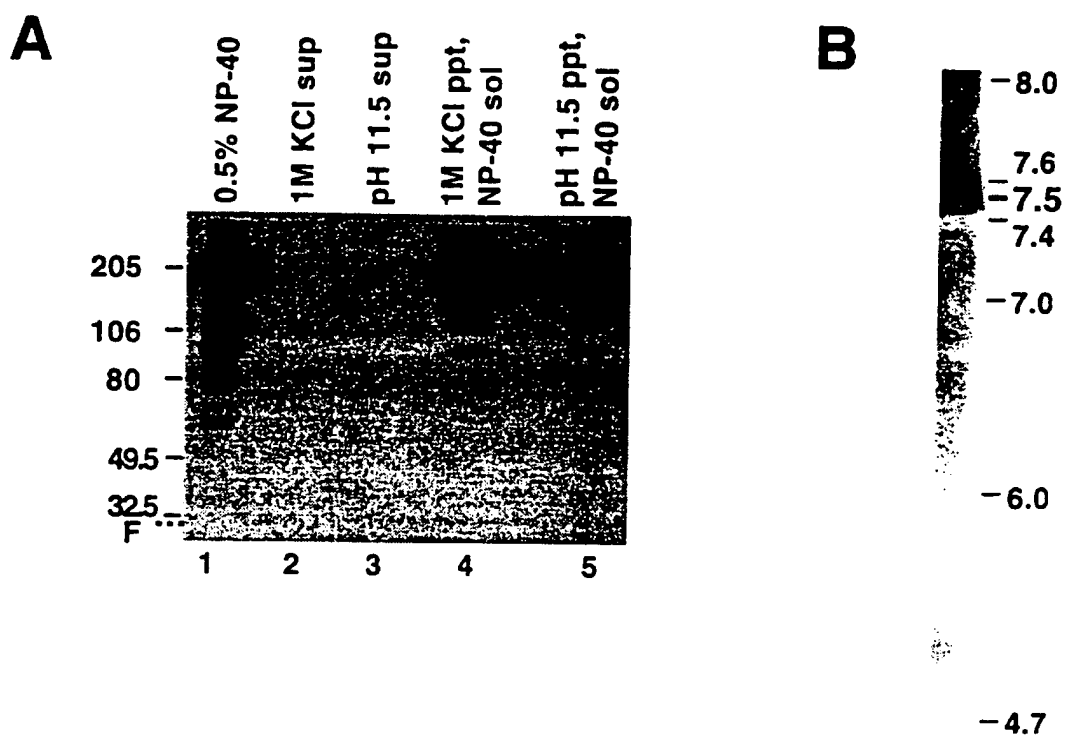 A
0.5% NP-40
1M KCl sup
pH 11.5 sup
1M KCl ppt,
NP-40 sol
pH 11.5 ppt,
NP-40 sol
205
106
80
49.5
32.5
F
1 2 3 4 5
B
8.0
7.6
7.5
7.4
7.0
6.0
4.7